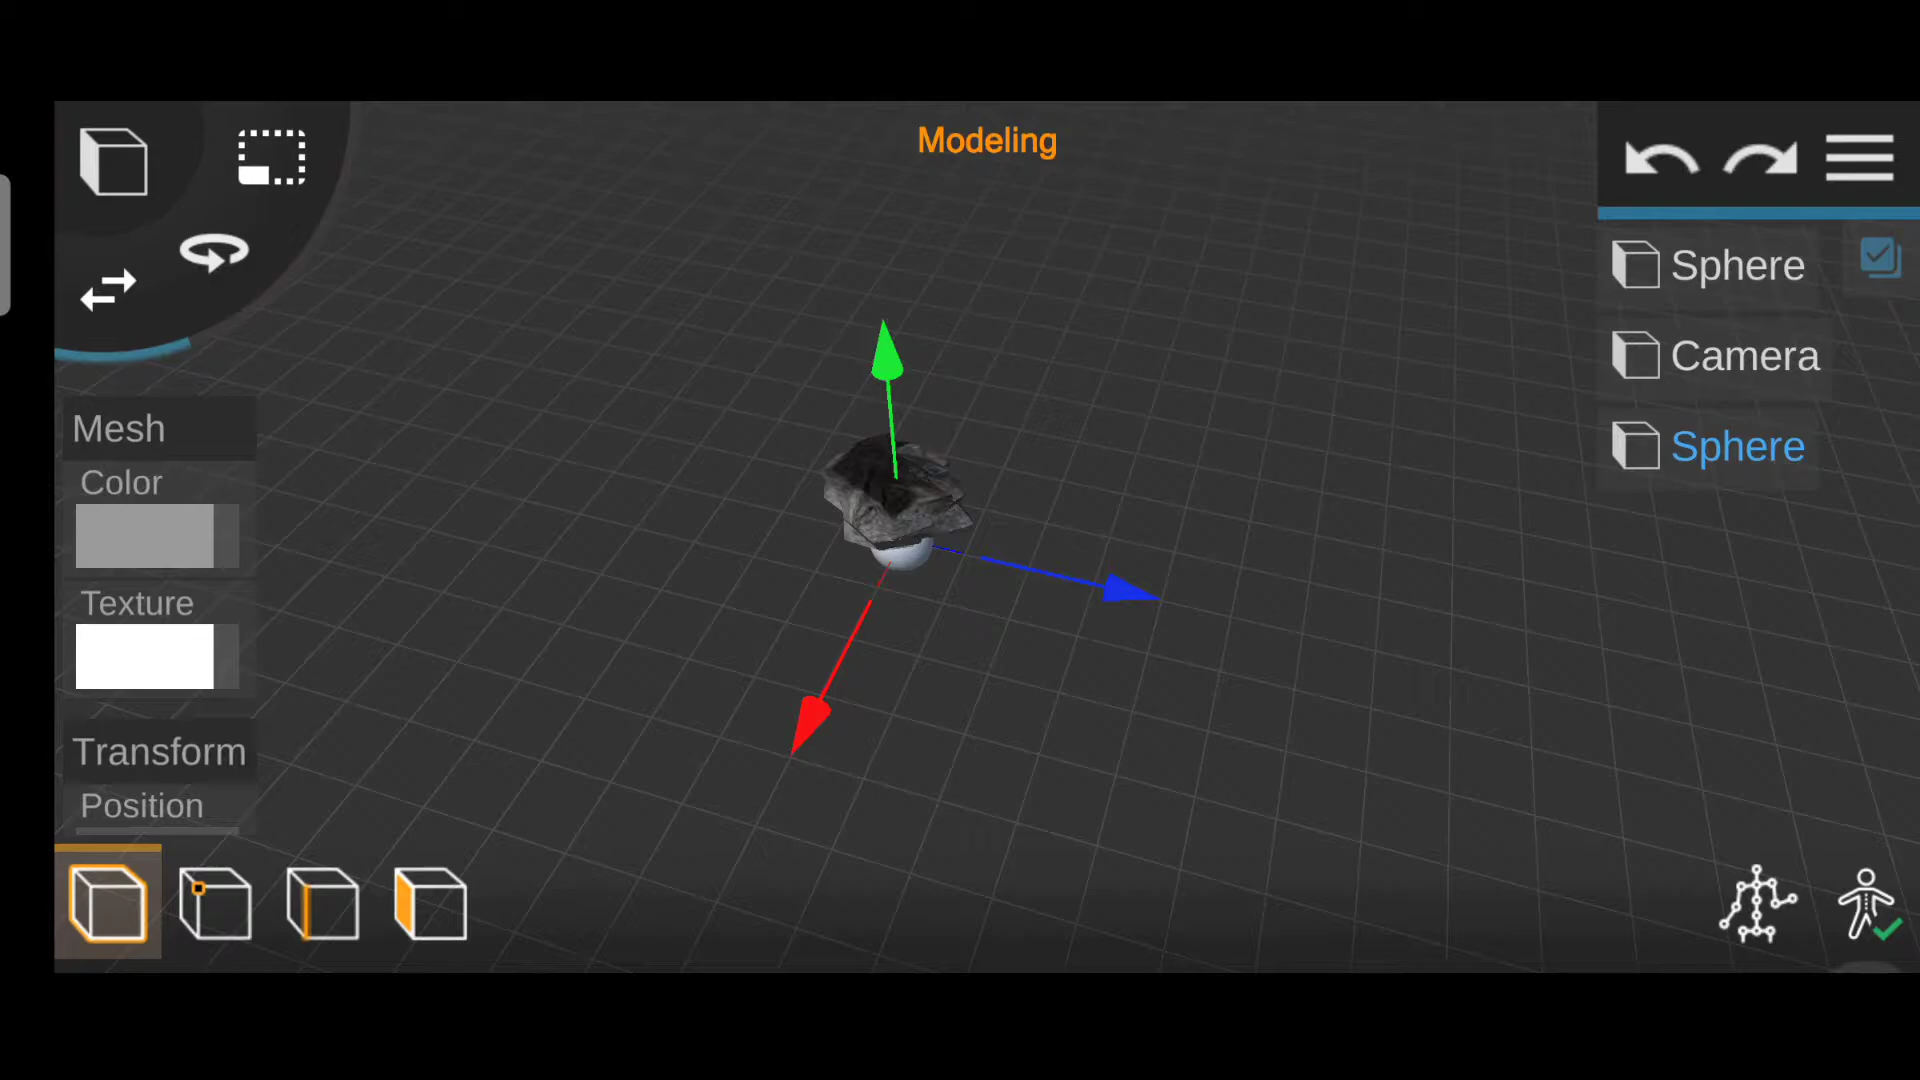 Modeling
Sphere
Camera
Sphere
Mesh
Color
Texture
Transform
Position